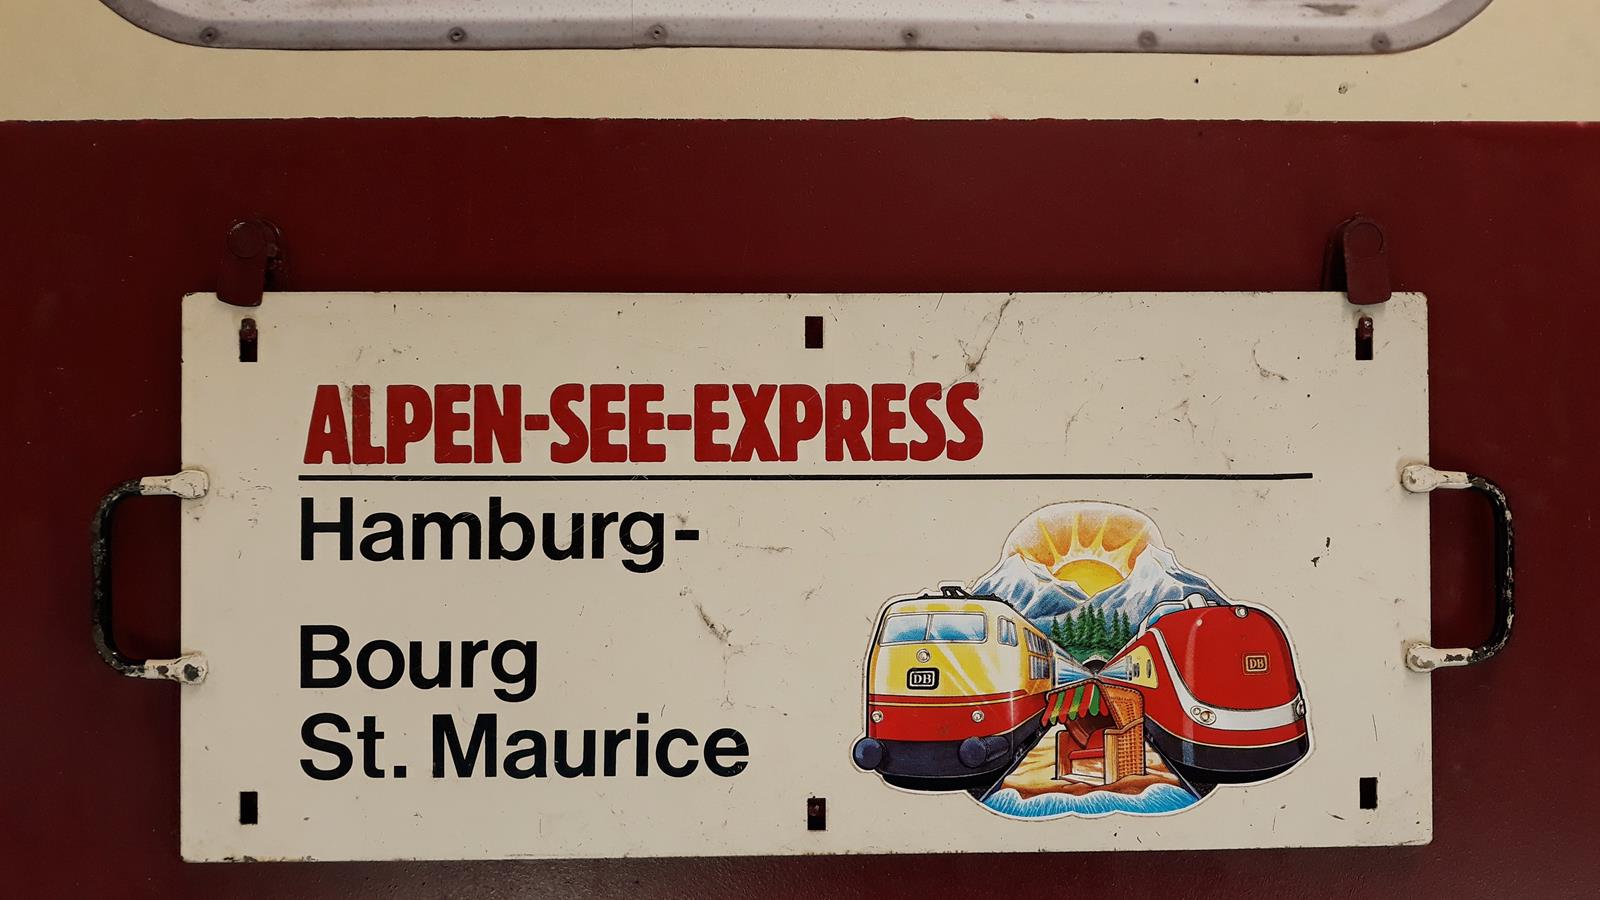 ALPEN-SEE-EXPRESS
Hamburg-
Bourg
St. Maurice
DB
DB